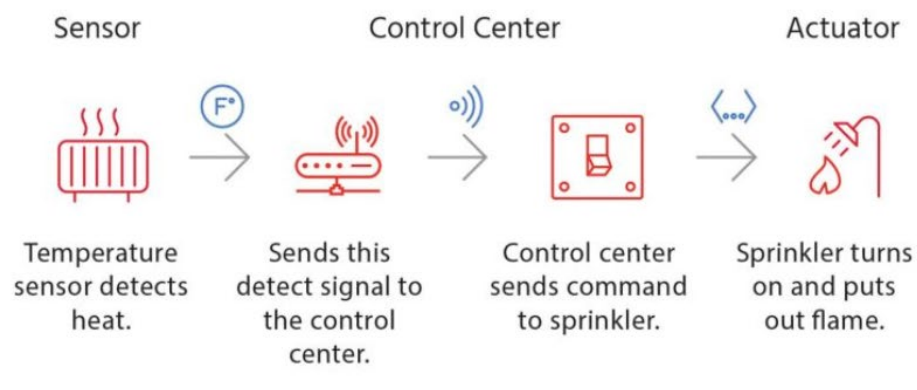 Sensor
Control Center
Actuator
F°
Temperature
sensor detects
heat.
Sends this
detect signal to
the control
center.
Control center
sends command
to sprinkler.
Sprinkler turns
on and puts
out flame.